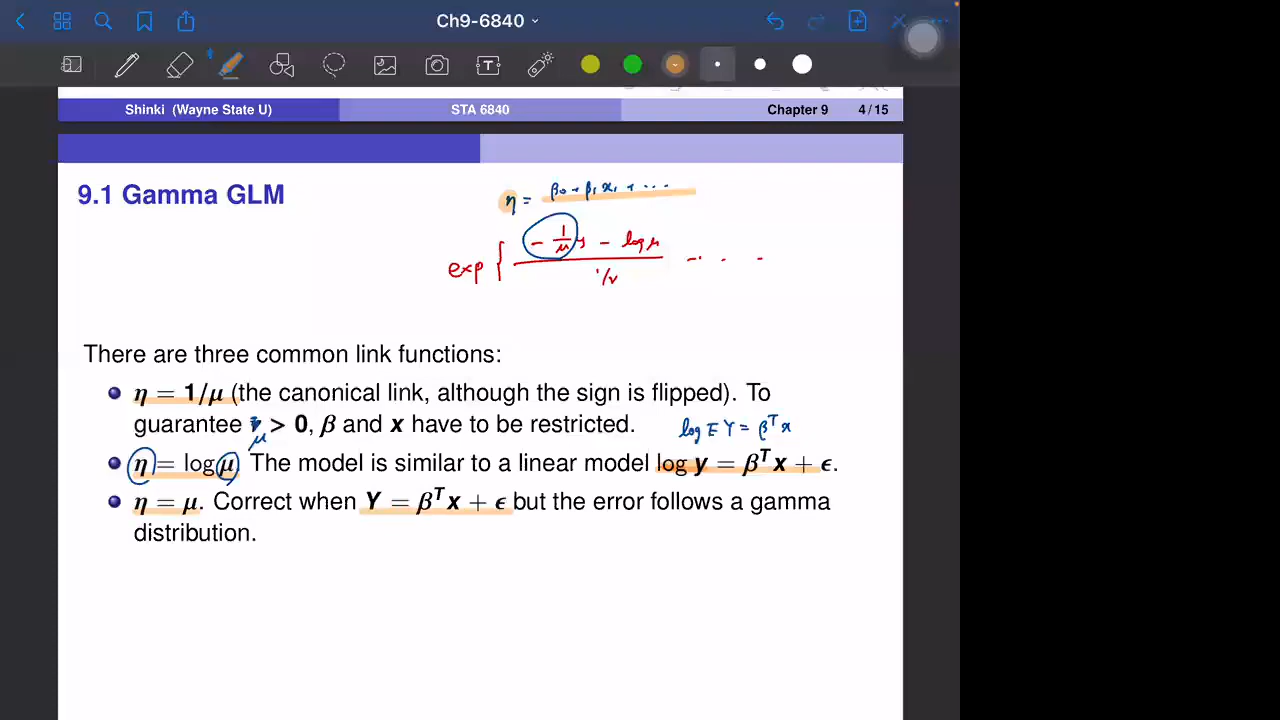 Ch9-6840
T
Shinki (Wayne State U) STA 6840 Chapter 9 4 / 15
9.1 Gamma GLM
η = β₀ + β₁ x₁ + ...
exp { - 1/μ y - log μ
1/ν - . . .
There are three common link functions:
η = 1/μ (the canonical link, although the sign is flipped). To
guarantee > 0, β and x have to be restricted.
μ
log E Y = βᵀ x
η = log μ. The model is similar to a linear model log y = βᵀx + ϵ.
η = μ. Correct when Y = βᵀx + ϵ but the error follows a gamma
distribution.